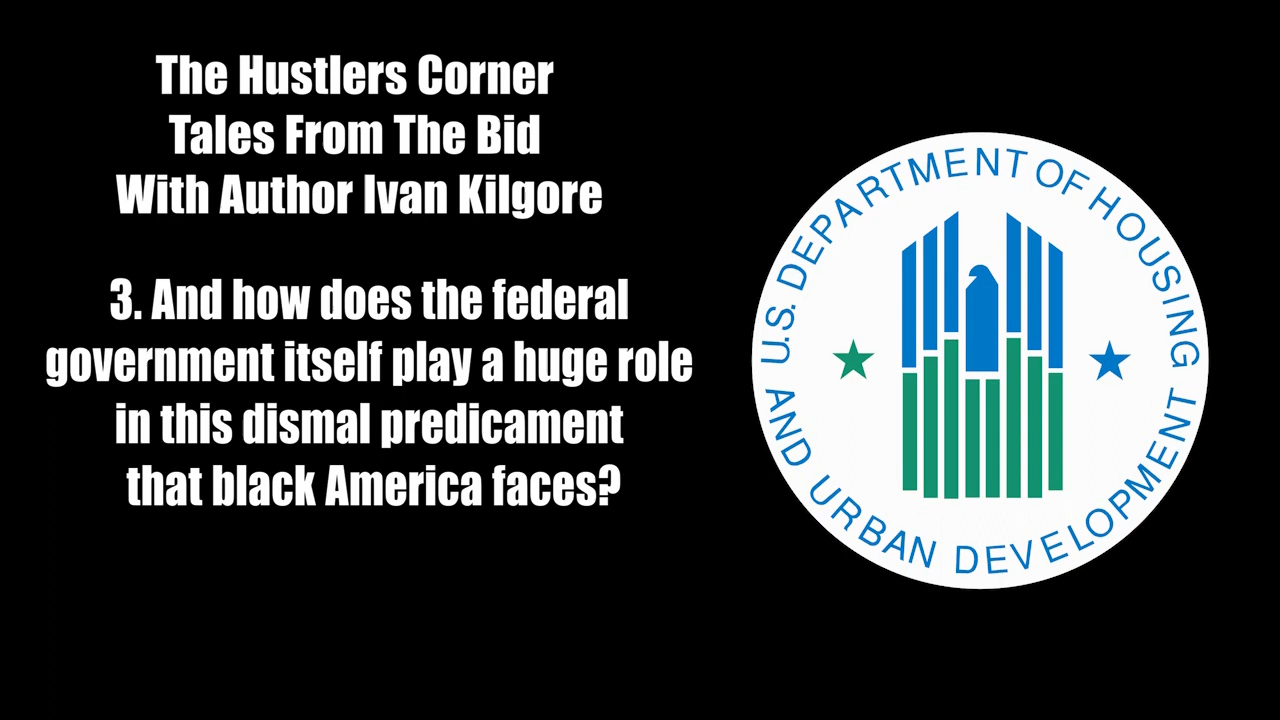 The Hustlers Corner
Tales From The Bid
With Author Ivan Kilgore
3. And how does the federal
government itself play a huge role
in this dismal predicament
that black America faces?
U.S. DEPARTMENT OF HOUSING
AND URBAN DEVELOPMENT